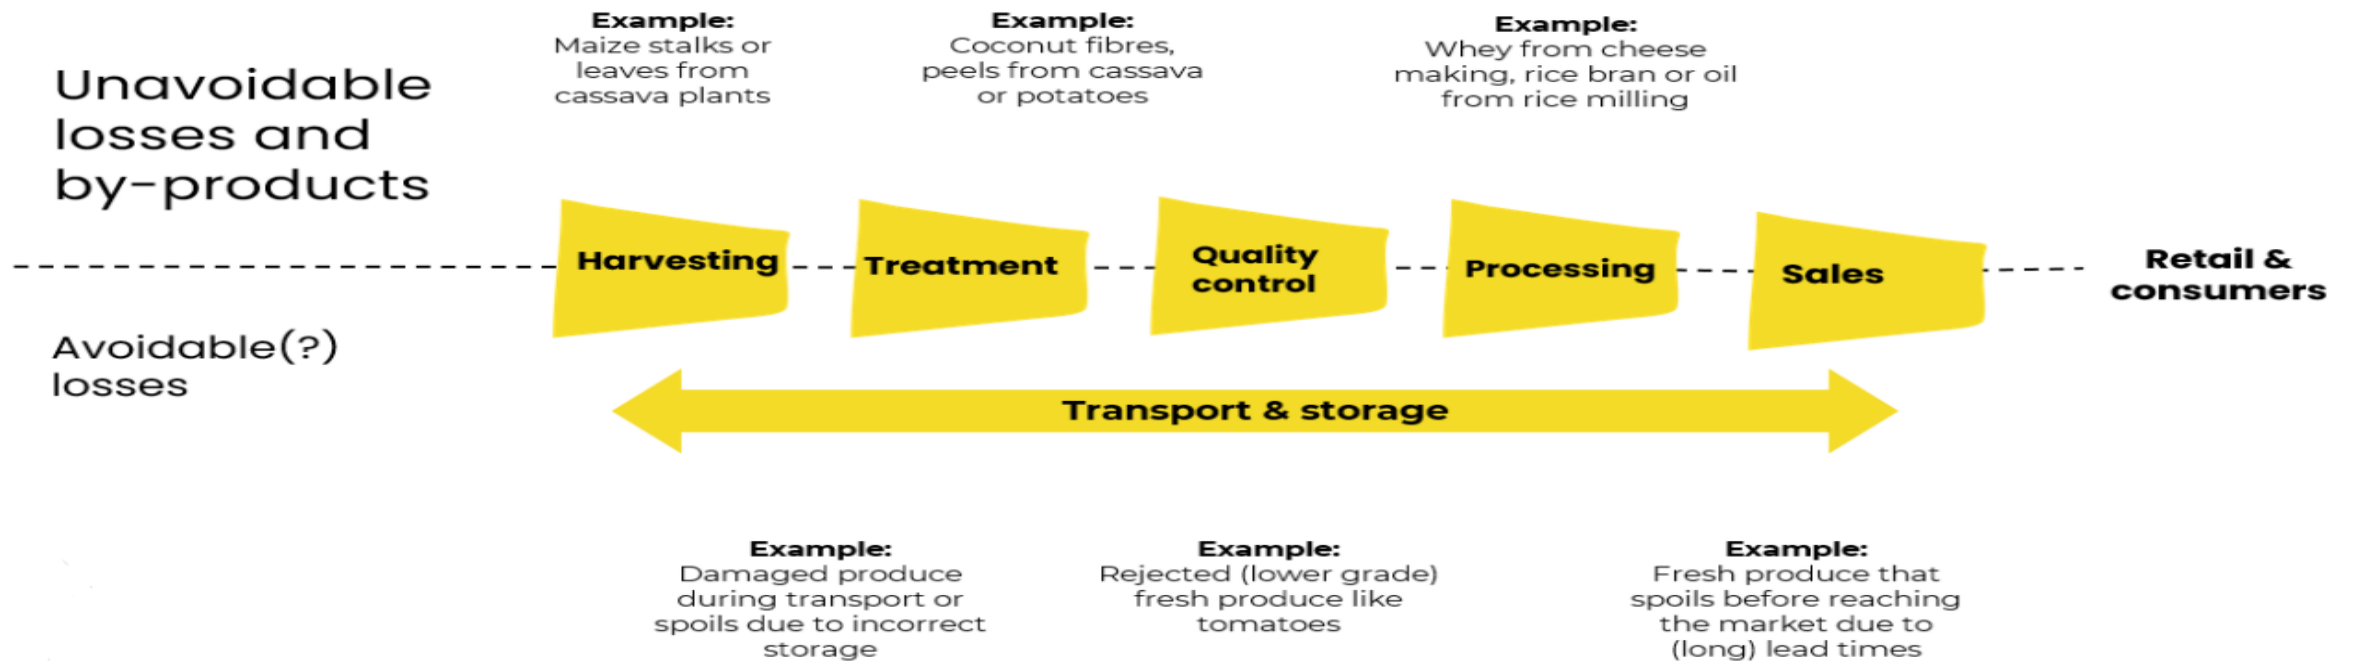 Example:
Maize stalks or
leaves from
cassava plants
Example:
Coconut fibres,
peels from cassava
or potatoes
Example:
Whey from cheese
making, rice bran or oil
from rice milling
Unavoidable
losses and
by-products
Harvesting
Treatment
Quality
control
Processing
Sales
Retail &
consumers
Avoidable(?)
losses
Transport & storage
Example:
Damaged produce
during transport or
spoils due to incorrect
storage
Example:
Rejected (lower grade)
fresh produce like
tomatoes
Example:
Fresh produce that
spoils before reaching
the market due to
(long) lead times